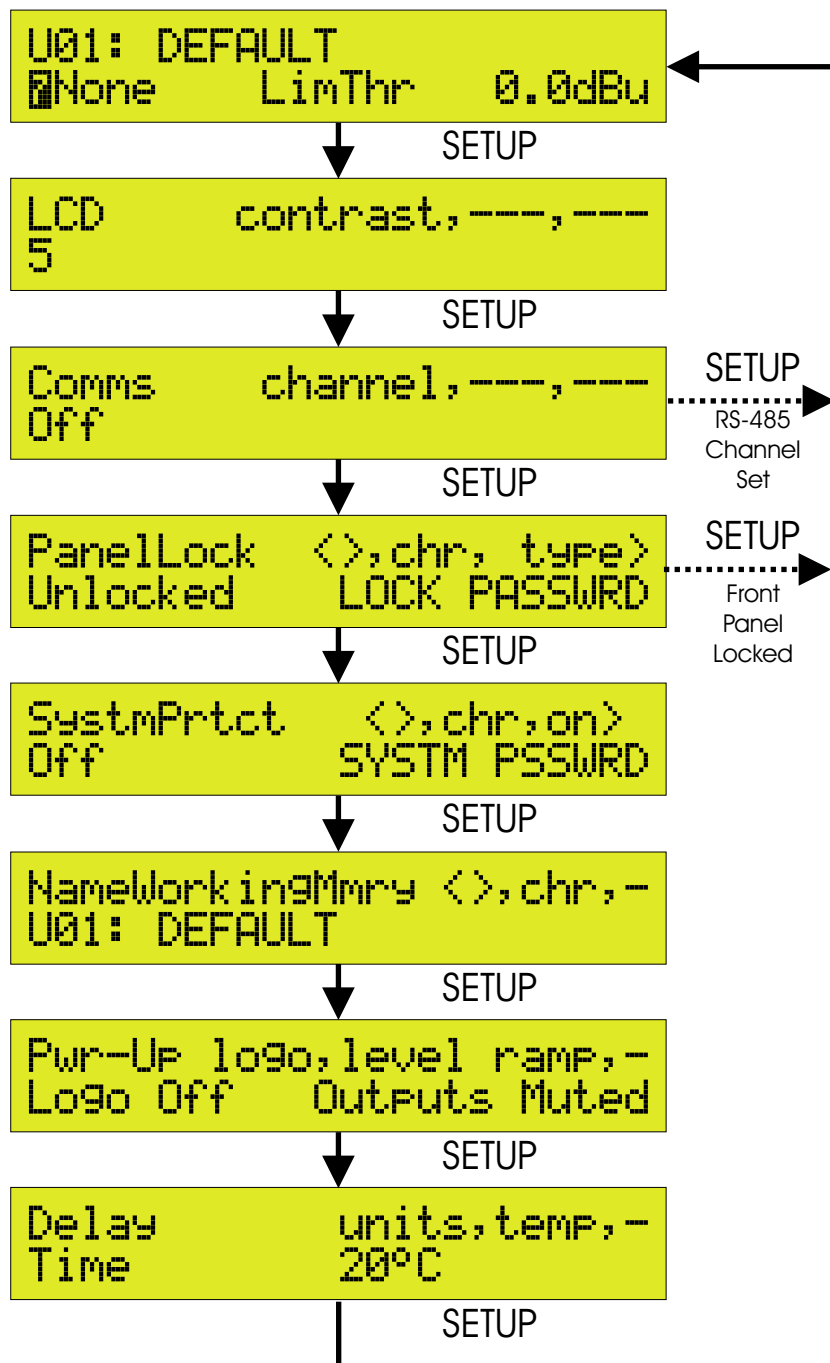 U01: DEFAULT
None LimThr 0.0dBu
SETUP
LCD contrast,---,---
5
SETUP
Comms channel,---,---
Off
SETUP
RS-485
Channel
Set
SETUP
PanelLock <>,chr, type>
Unlocked LOCK PASSWRD
SETUP
Front
Panel
Locked
SETUP
SystmPrtct <>,chr,on>
Off SYSTM PSSWRD
SETUP
NameWorkingMmry <>,chr,-
U01: DEFAULT
SETUP
Pwr-Up logo,level ramp,-
Logo Off Outputs Muted
SETUP
Delay units,temp,-
Time 20°C
SETUP